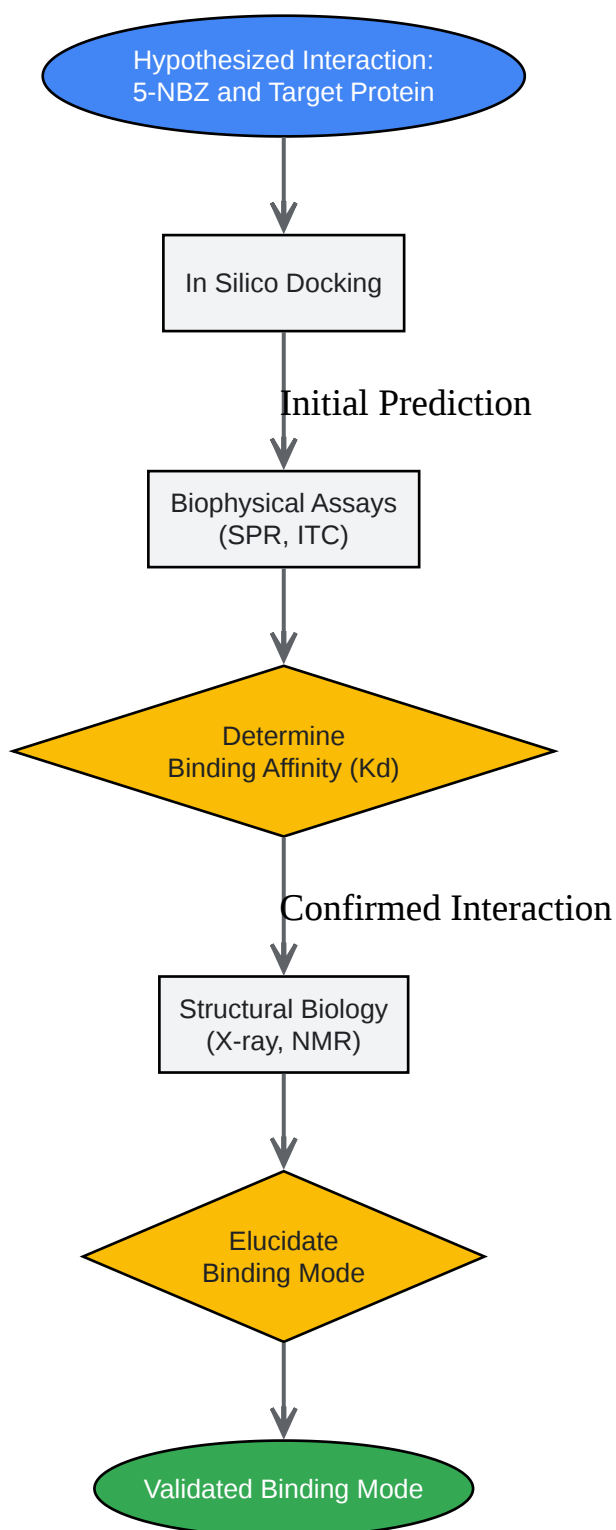 Hypothesized Interaction:
5-NBZ and Target Protein
In Silico Docking
Initial Prediction
Biophysical Assays
(SPR, ITC)
Determine
Binding Affinity (Kd)
Confirmed Interaction
Structural Biology
(X-ray, NMR)
Elucidate
Binding Mode
Validated Binding Mode